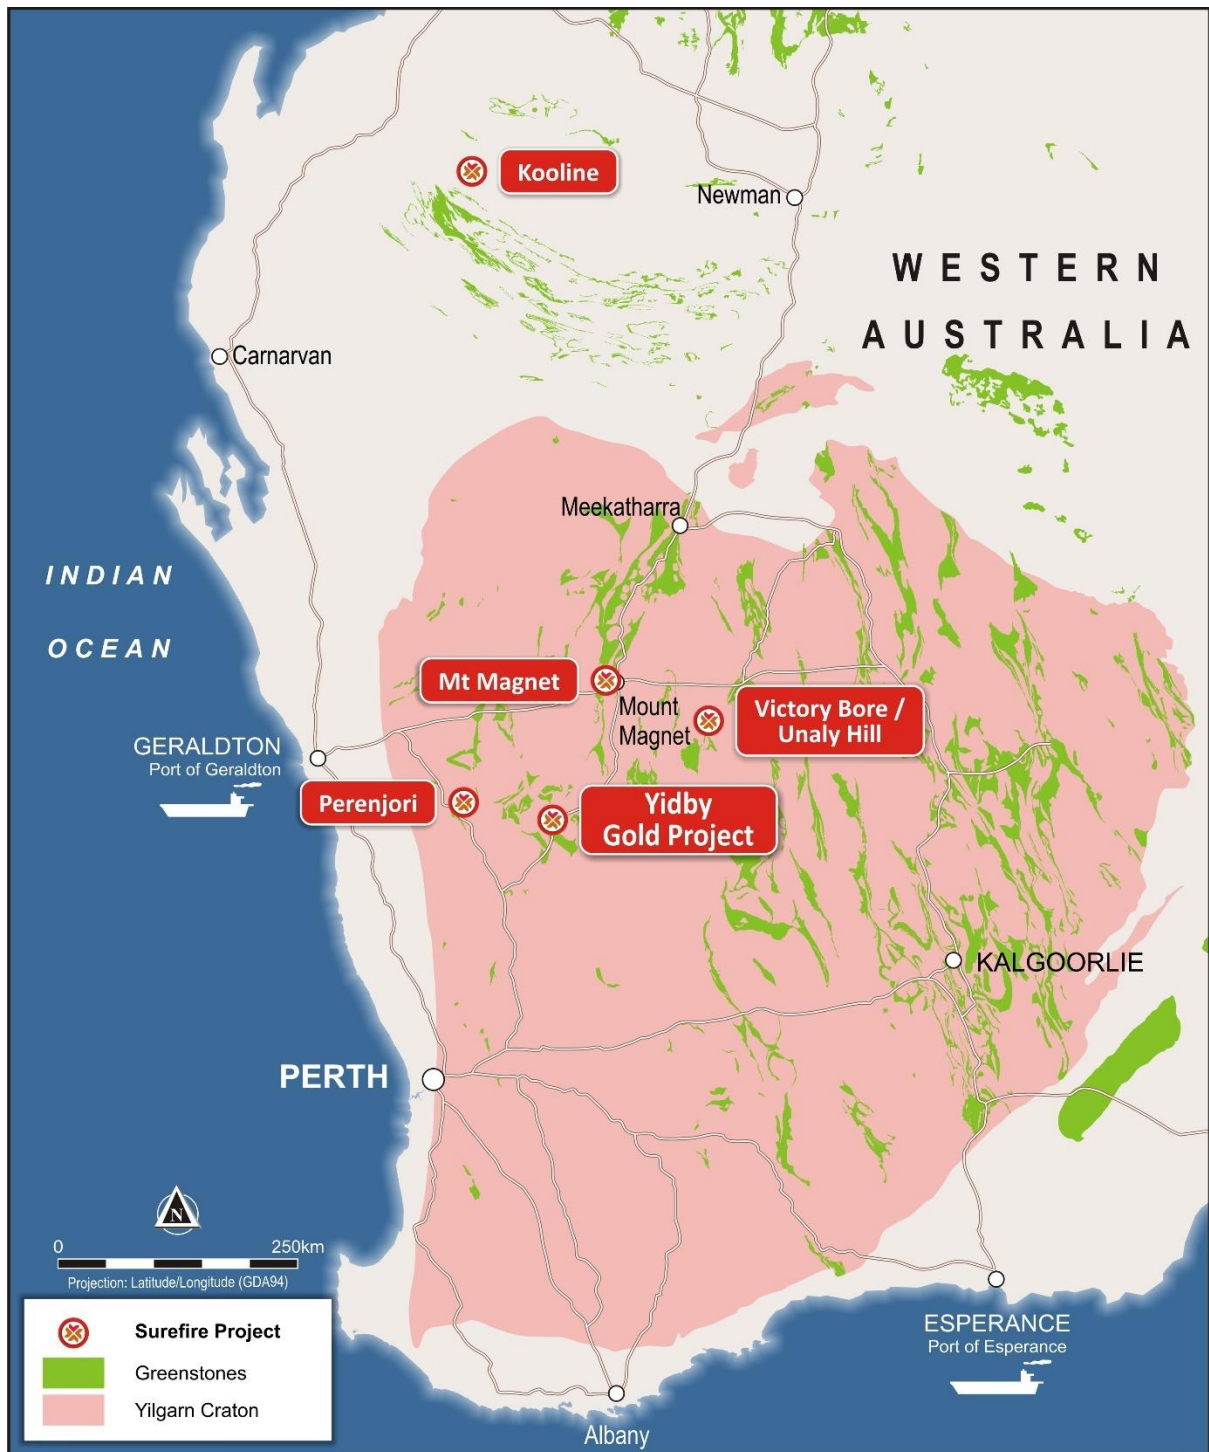 Kooline
Newman
WESTERN
AUSTRALIA
Carnarvan
Meekatharra
INDIAN
OCEAN
Mt Magnet
Mount
Magnet
Victory Bore /
Unaly Hill
GERALDTON
Port of Geraldton
Perenjori
Yidby
Gold Project
KALGOORLIE
PERTH
N
0 250km
Projection: Latitude/Longitude (GDA94)
Surefire Project
Greenstones
Yilgarn Craton
ESPERANCE
Port of Esperance
Albany